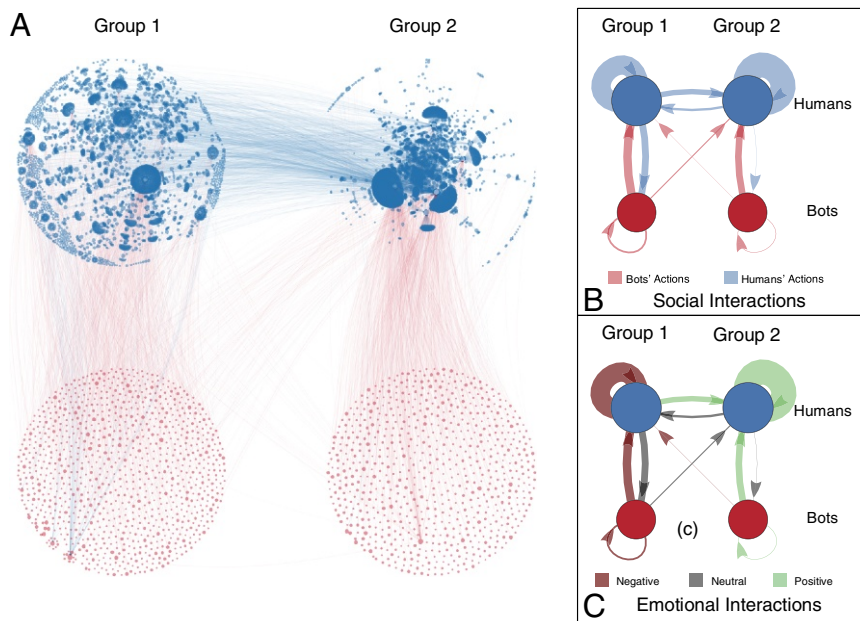 A
Group 1
Group 2
Group 1
Group 2
Humans
Bots
Bots' Actions
Humans' Actions
B
Social Interactions
Group 1
Group 2
Humans
Bots
(c)
Negative
Neutral
Positive
C
Emotional Interactions